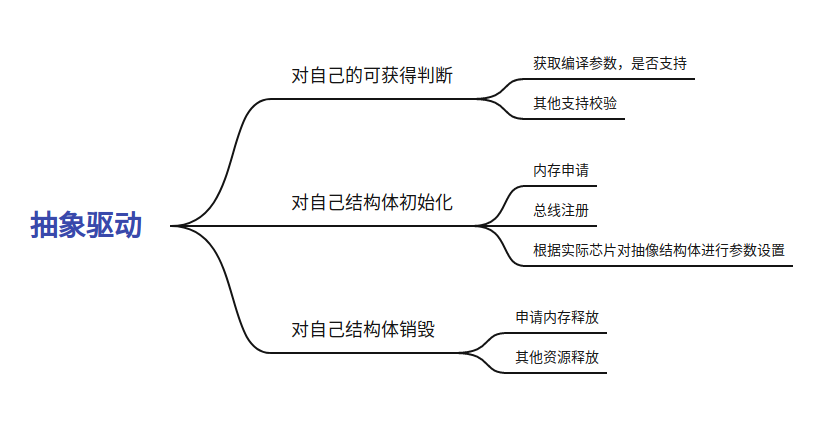 抽象驱动
对自己的可获得判断
获取编译参数，是否支持
其他支持校验
对自己结构体初始化
内存申请
总线注册
根据实际芯片对抽像结构体进行参数设置
对自己结构体销毁
申请内存释放
其他资源释放